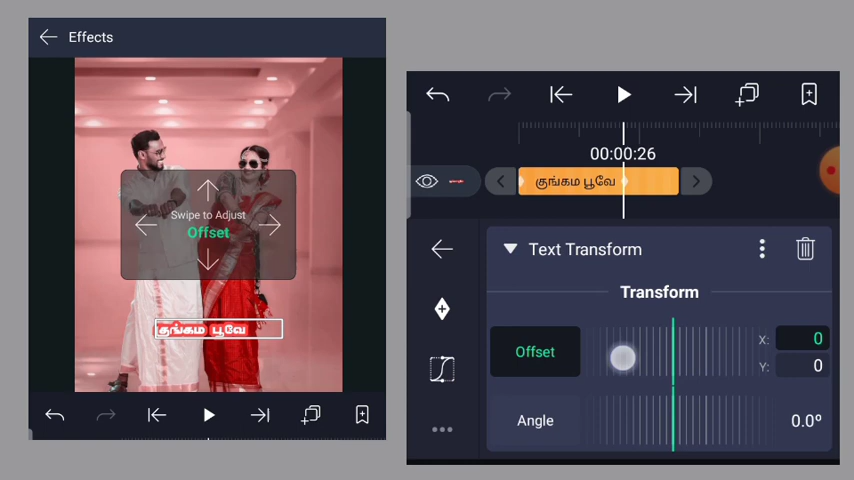 Effects
Swipe to Adjust
Offset
குங்கம பூவே
00:00:26
குங்கம பூவே
Text Transform
Transform
Offset
X: 0
Y: 0
Angle
0.0º